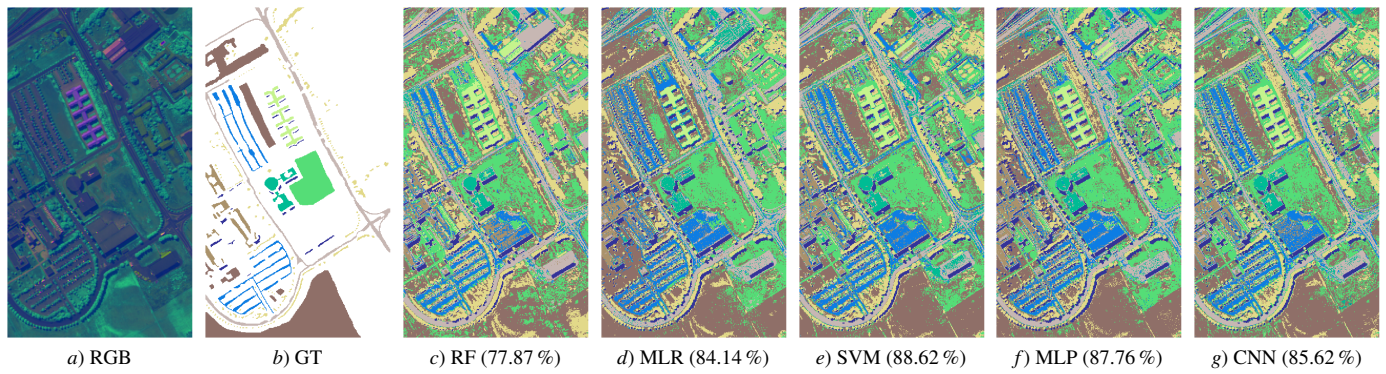 a) RGB
b) GT
c) RF (77.87 %)
d) MLR (84.14 %)
e) SVM (88.62 %)
f) MLP (87.76 %)
g) CNN (85.62 %)